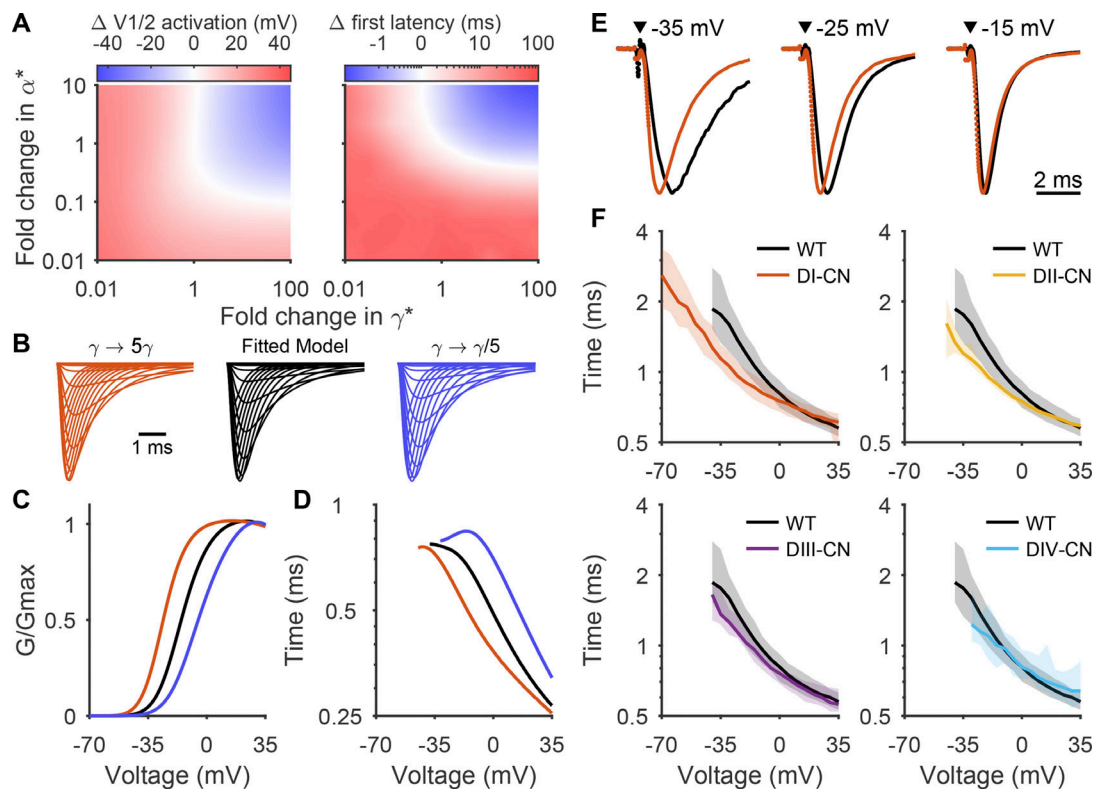 A
Δ V1/2 activation (mV)
-40 -20 0 20 40
Δ first latency (ms)
-1 0 1 10 100
Fold change in α*
10
1
0.1
0.01
0.01 1 100
0.01 1 100
Fold change in γ*
B
γ → 5γ
Fitted Model
γ → γ/5
1 ms
C
G/Gmax
1
0.5
0
-70 -35 0 35
Voltage (mV)
D
Time (ms)
1
0.5
0.25
-70 -35 0 35
Voltage (mV)
E
-35 mV
-25 mV
-15 mV
2 ms
F
Time (ms)
4
2
1
0.5
-70 -35 0 35
WT
DI-CN
4
2
1
0.5
-70 -35 0 35
WT
DII-CN
Time (ms)
4
2
1
0.5
-70 -35 0 35
Voltage (mV)
WT
DIII-CN
4
2
1
0.5
-70 -35 0 35
Voltage (mV)
WT
DIV-CN